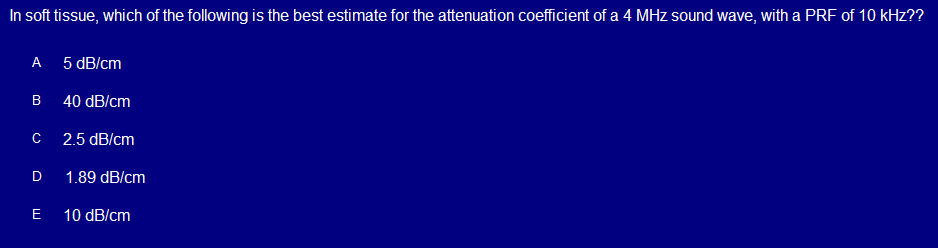 In soft tissue, which of the following is the best estimate for the attenuation coefficient of a 4 MHz sound wave, with a PRF of 10 kHz??
A 5 dB/cm
B 40 dB/cm
C 2.5 dB/cm
D 1.89 dB/cm
E 10 dB/cm